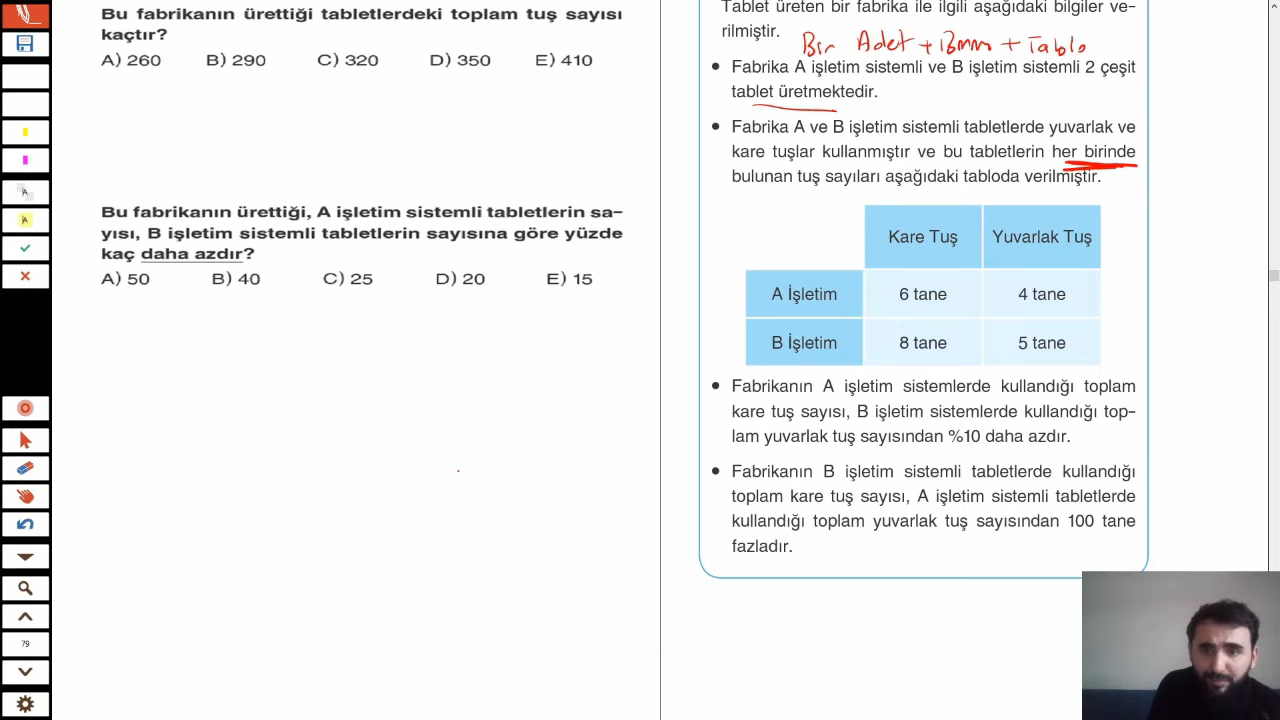 Bu fabrikanın ürettiği tabletlerdeki toplam tuş sayısı
kaçtır?
A) 260 B) 290 C) 320 D) 350 E) 410
Bu fabrikanın ürettiği, A işletim sistemli tabletlerin sa-
yısı, B işletim sistemli tabletlerin sayısına göre yüzde
kaç daha azdır?
A) 50 B) 40 C) 25 D) 20 E) 15
79
Tablet üreten bir fabrika ile ilgili aşağıdaki bilgiler ve-
rilmiştir.
Bir Adet + Bmm + Tablo
• Fabrika A işletim sistemli ve B işletim sistemli 2 çeşit
tablet üretmektedir.
• Fabrika A ve B işletim sistemli tabletlerde yuvarlak ve
kare tuşlar kullanmıştır ve bu tabletlerin her birinde
bulunan tuş sayıları aşağıdaki tabloda verilmiştir.
Kare Tuş Yuvarlak Tuş
A İşletim 6 tane 4 tane
B İşletim 8 tane 5 tane
• Fabrikanın A işletim sistemlerde kullandığı toplam
kare tuş sayısı, B işletim sistemlerde kullandığı top-
lam yuvarlak tuş sayısından %10 daha azdır.
• Fabrikanın B işletim sistemli tabletlerde kullandığı
toplam kare tuş sayısı, A işletim sistemli tabletlerde
kullandığı toplam yuvarlak tuş sayısından 100 tane
fazladır.